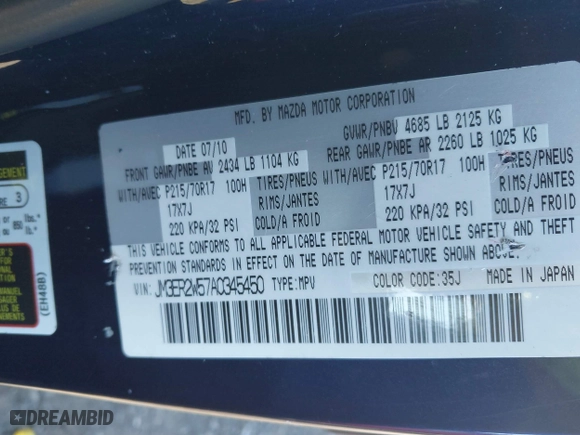 MFD. BY MAZDA MOTOR CORPORATION
DATE 07/10
GVWR/PNBV 4685 LB 2125 KG
FRONT GAWR/PNBE AV 2434 LB 1104 KG
REAR GAWR/PNBE AR 2260 LB 1025 KG
WITH/AVEC P215/70R17 100H TIRES/PNEUS
17X7J RIMS/JANTES
220 KPA/32 PSI COLD/A FROID
WITH/AVEC P215/70R17 100H TIRES/PNEUS
17X7J RIMS/JANTES
220 KPA/32 PSI COLD/A FROID
THIS VEHICLE CONFORMS TO ALL APPLICABLE FEDERAL MOTOR VEHICLE SAFETY AND THEFT
PREVENTION STANDARDS IN EFFECT ON THE DATE OF MANUFACTURE SHOWN ABOVE.
VIN: JM3ER2W57A0345450 TYPE: MPV
COLOR CODE: 35J MADE IN JAPAN
RE 3
850 lbs.
(EH48B)
DREAMBID